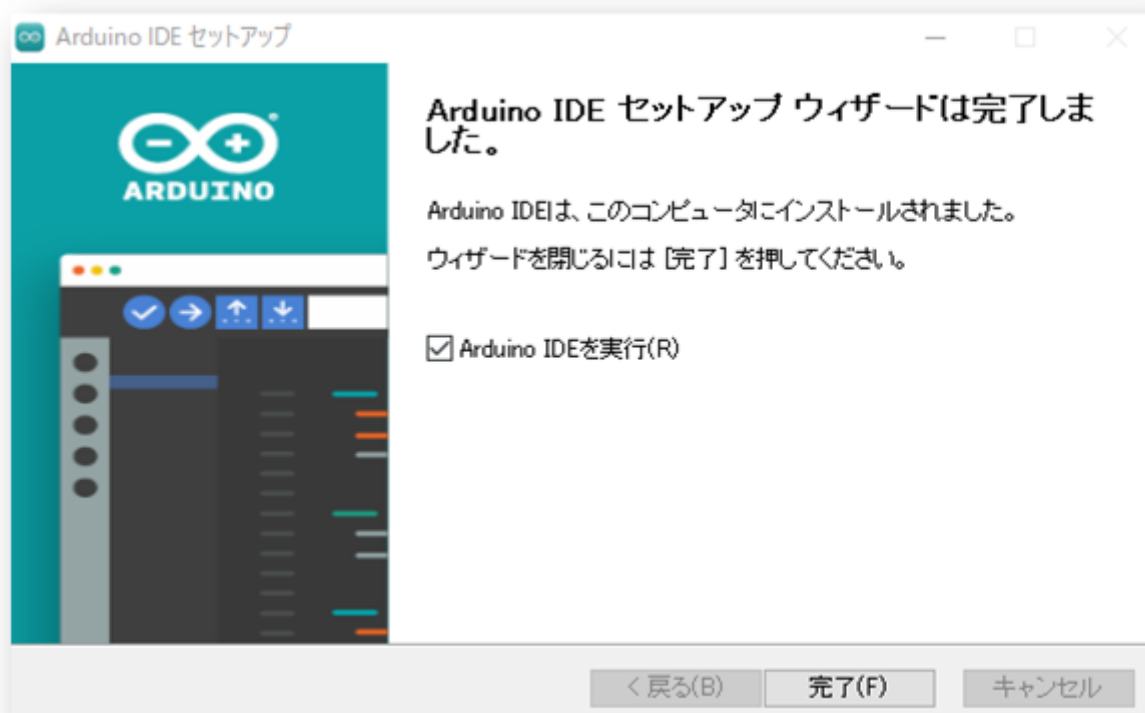 Arduino IDE セットアップ
ARDUINO
Arduino IDE セットアップ ウィザードは完了しま
した。
Arduino IDEは、このコンピュータにインストールされました。
ウィザードを閉じるには [完了] を押してください。
Arduino IDEを実行(R)
< 戻る(B)
完了(F)
キャンセル